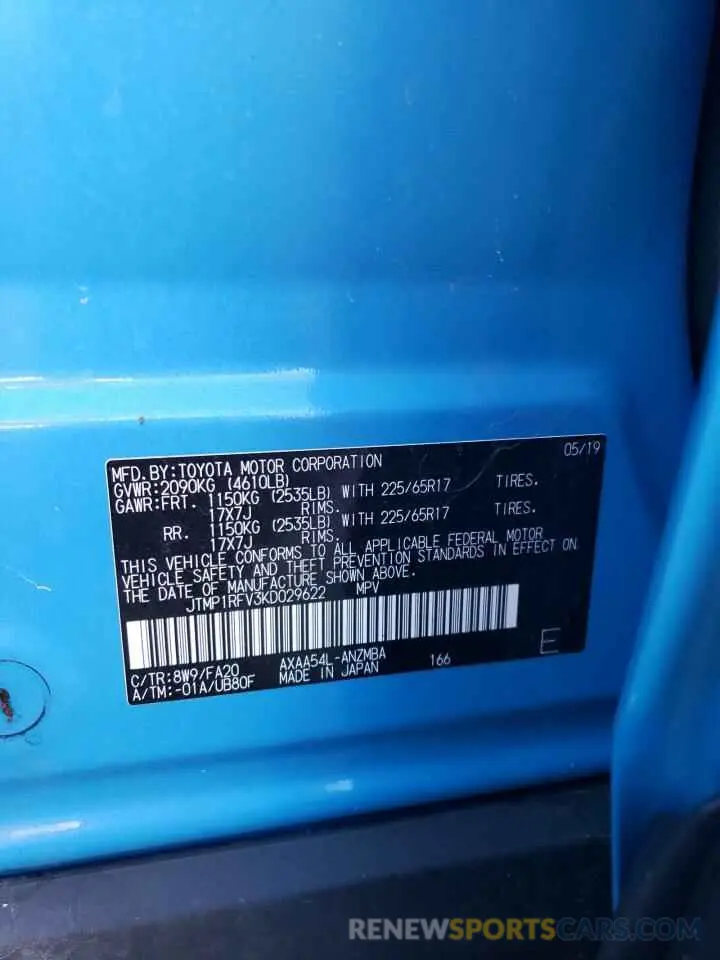 MFD. BY: TOYOTA MOTOR CORPORATION 05/19
GVWR: 2090KG (4610LB)
GAWR: FRT. 1150KG (2535LB) WITH 225/65R17 TIRES.
17X7J RIMS.
RR. 1150KG (2535LB) WITH 225/65R17 TIRES.
17X7J RIMS.
THIS VEHICLE CONFORMS TO ALL APPLICABLE FEDERAL MOTOR
VEHICLE SAFETY AND THEFT PREVENTION STANDARDS IN EFFECT ON
THE DATE OF MANUFACTURE SHOWN ABOVE.
JTMP1RFV3KD029622 MPV
C/TR: 8W9/FA20 AXAA54L-ANZMBA 166 E
A/TM: -01A/UB80F MADE IN JAPAN
RENEWSPORTSCARS.COM